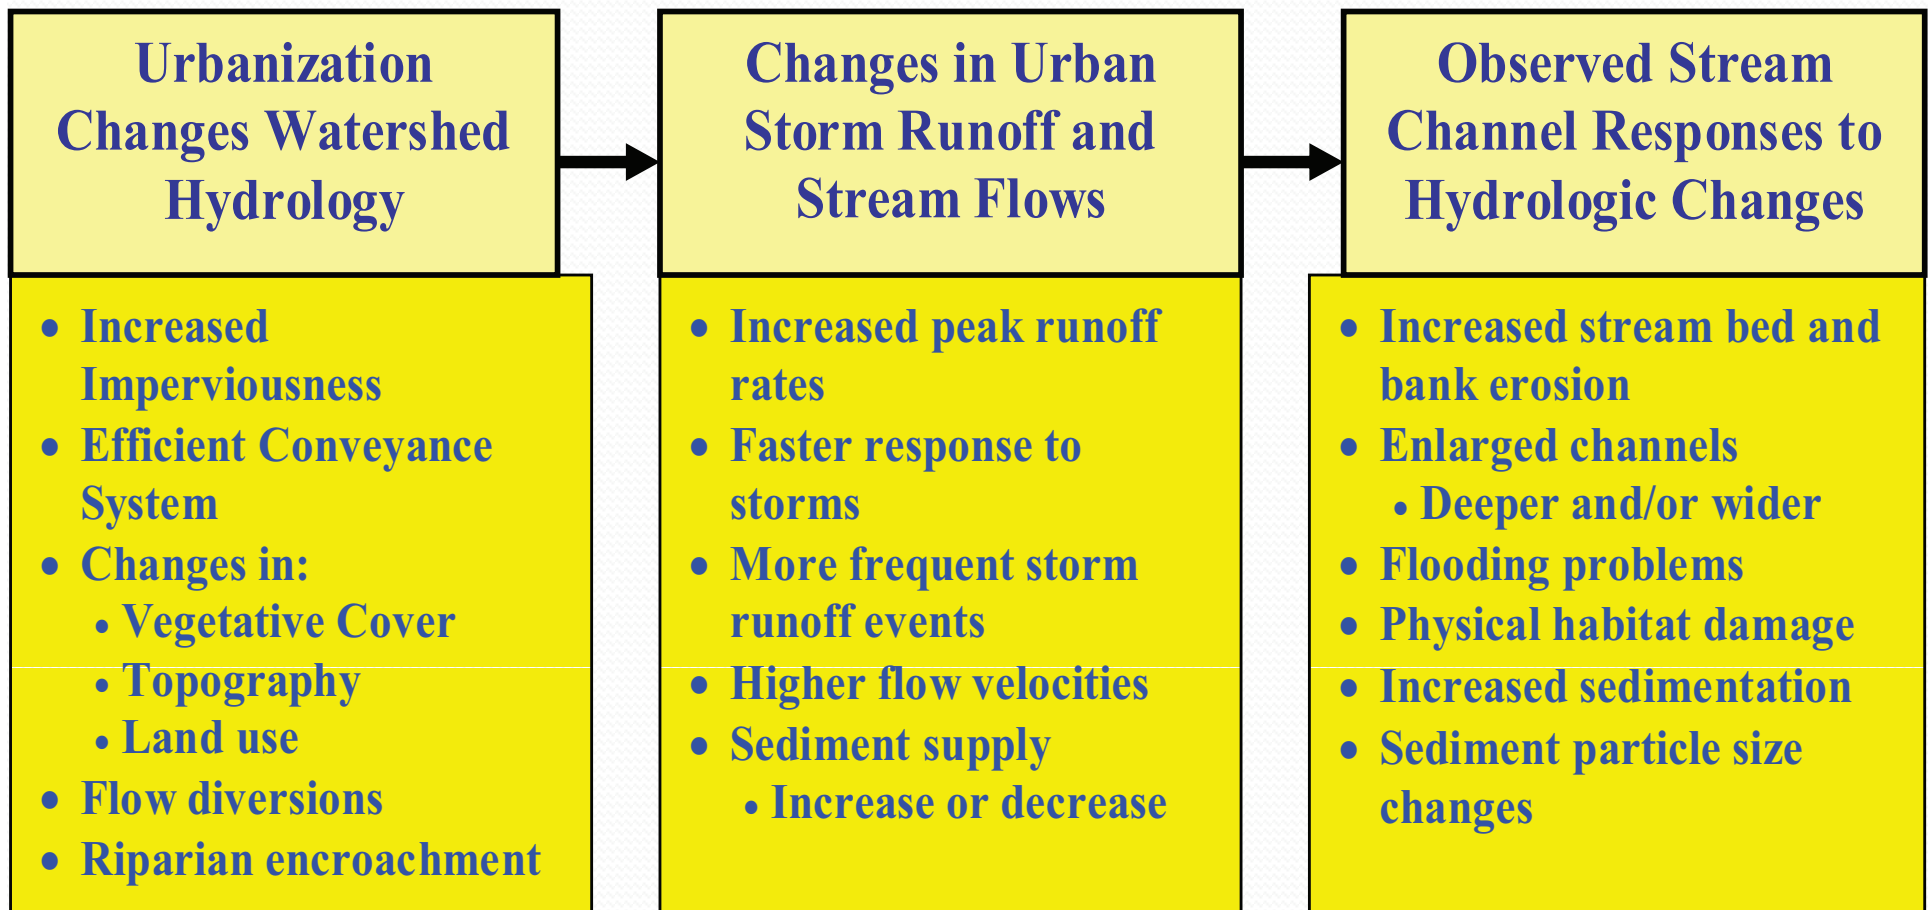 Urbanization
Changes Watershed
Hydrology
• Increased
Imperviousness
• Efficient Conveyance
System
• Changes in:
• Vegetative Cover
• Topography
• Land use
• Flow diversions
• Riparian encroachment
Changes in Urban
Storm Runoff and
Stream Flows
• Increased peak runoff
rates
• Faster response to
storms
• More frequent storm
runoff events
• Higher flow velocities
• Sediment supply
• Increase or decrease
Observed Stream
Channel Responses to
Hydrologic Changes
• Increased stream bed and
bank erosion
• Enlarged channels
• Deeper and/or wider
• Flooding problems
• Physical habitat damage
• Increased sedimentation
• Sediment particle size
changes